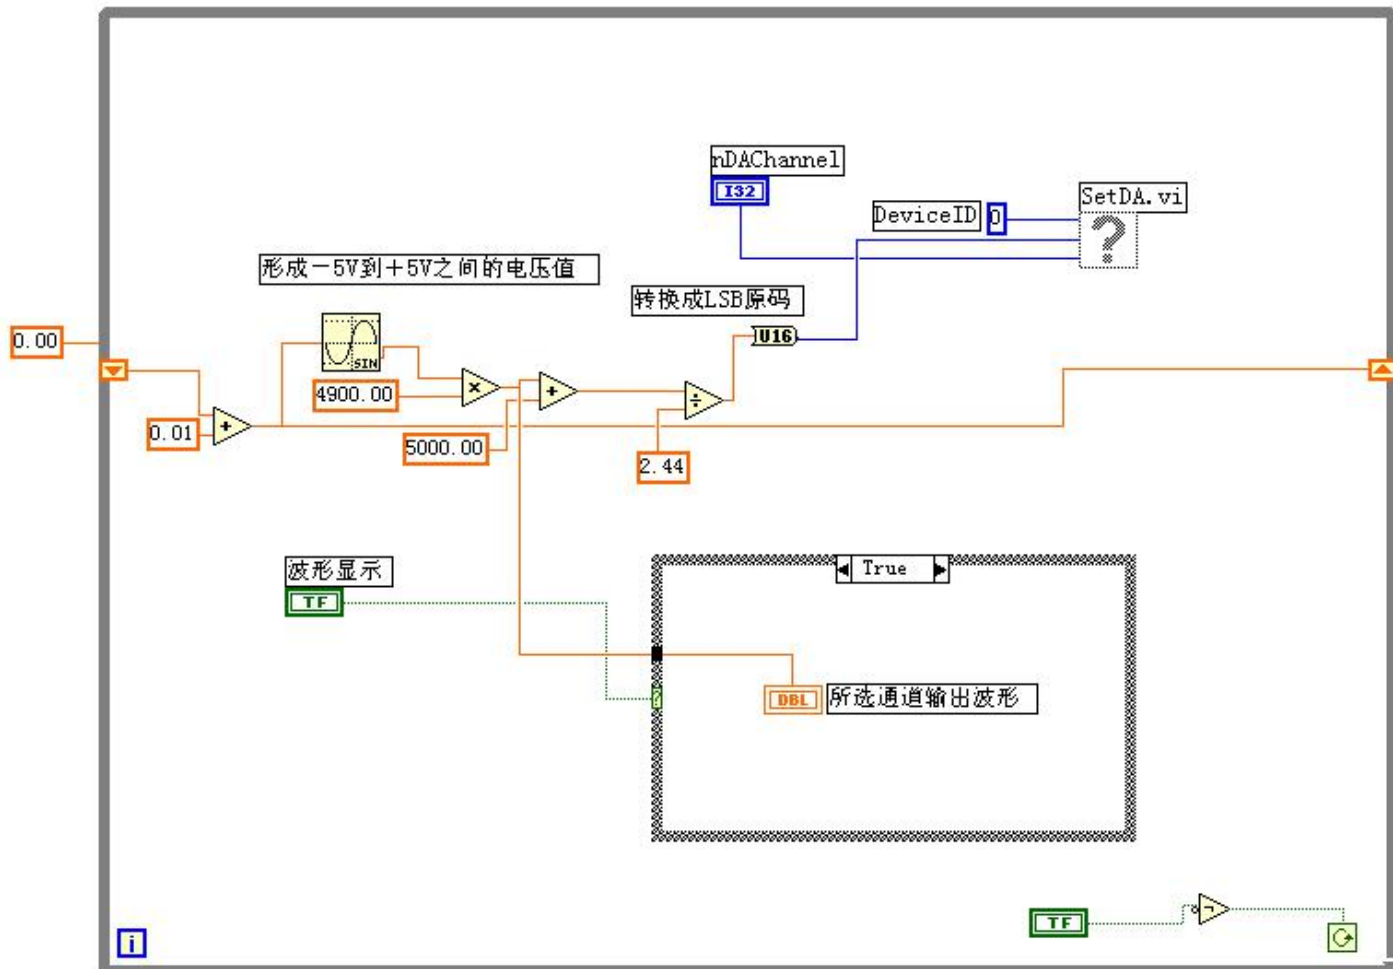 nDAChannel
I32
SetDA.vi
DeviceID
0
?
形成－5V到＋5V之间的电压值
转换成LSB原码
0.00
SIN
U16
4900.00
×
+
÷
0.01
+
5000.00
2.44
波形显示
TF
True
?
DBL
所选通道输出波形
TF
i